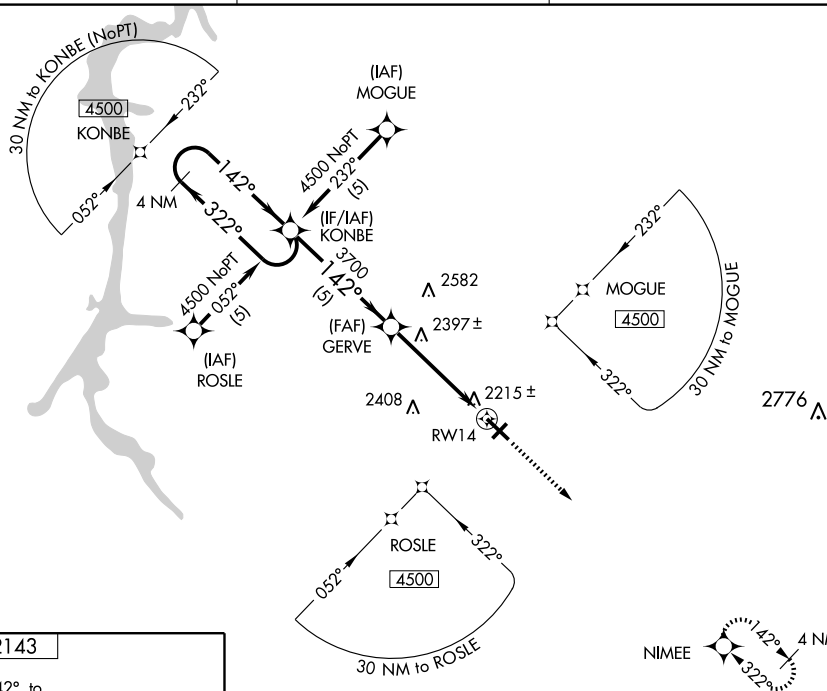 30 NM to KONBE (NoPT)
4500
KONBE
232°
052°
(IAF)
MOGUE
4500 NoPT
232°
(5)
142°
4 NM
322°
(IF/IAF)
KONBE
3700
142°
(5)
4500 NoPT
052°
(5)
(IAF)
ROSLE
2582
(FAF)
GERVE
2397 ±
2408
2215 ±
RW14
232°
MOGUE
4500
322°
30 NM to MOGUE
2776
ROSLE
4500
052°
322°
30 NM to ROSLE
2143
42° to
NIMEE
142°
322°
4 NM